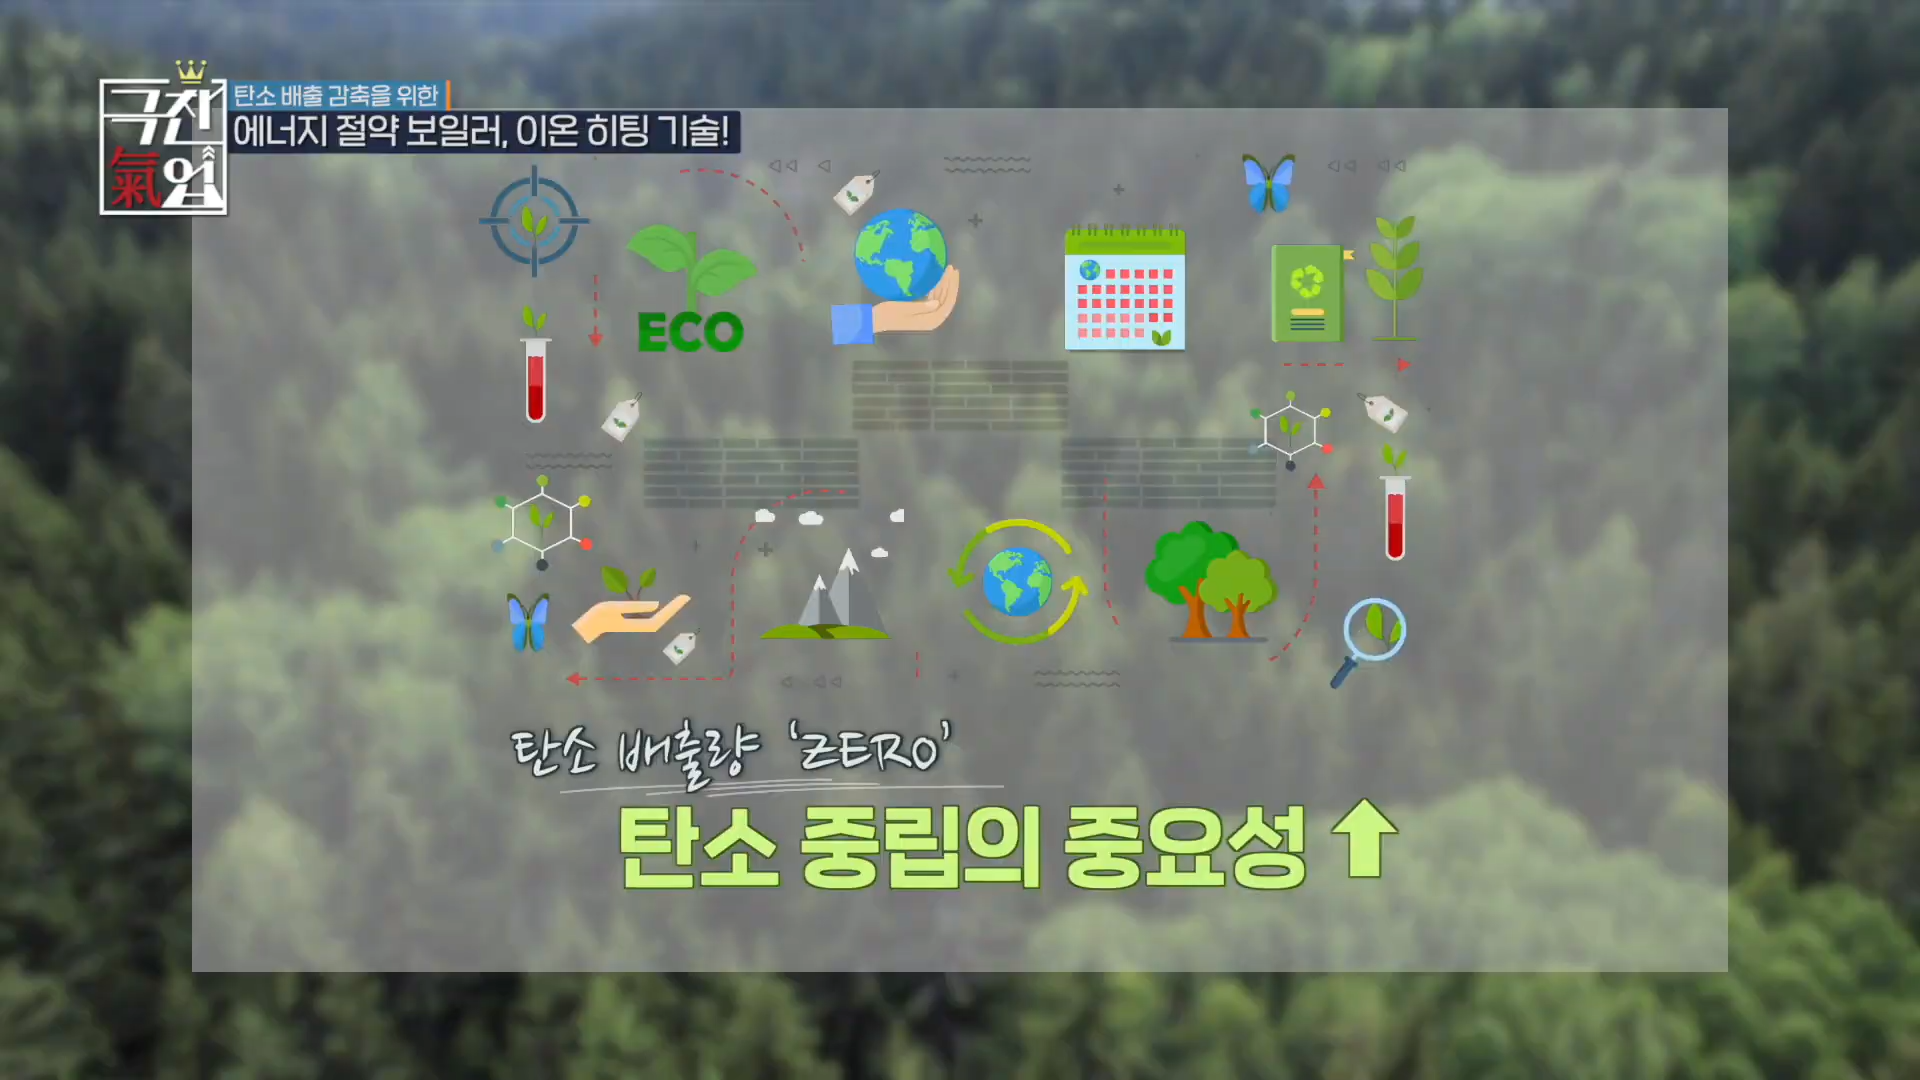 극찬
氣업
탄소 배출 감축을 위한
에너지 절약 보일러, 이온 히팅 기술!
ECO
탄소 배출량 ‘ZERO’
탄소 중립의 중요성